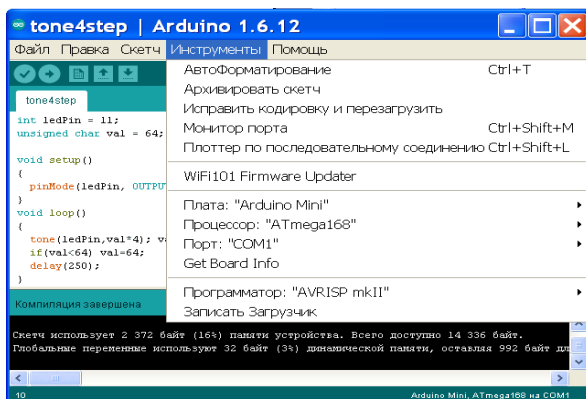 tone4step | Arduino 1.6.12
Файл Правка Скетч Инструменты Помощь
tone4step
int ledPin = 11;
unsigned char val = 64;
void setup()
{
pinMode(ledPin, OUTPU
}
void loop()
{
tone(ledPin,val*4);
if(val<64) val=64;
delay(250);
}
АвтоФорматирование Ctrl+T
Архивировать скетч
Исправить кодировку и перезагрузить
Монитор порта Ctrl+Shift+M
Плоттер по последовательному соединению Ctrl+Shift+L
WiFi101 Firmware Updater
Плата: "Arduino Mini"
Процессор: "ATmega168"
Порт: "COM1"
Get Board Info
Программатор: "AVRISP mkII"
Записать Загрузчик
Компиляция завершена
Скетч использует 2 372 байт (16%) памяти устройства. Всего доступно 14 336 байт.
Глобальные переменные используют 32 байт (3%) динамической памяти, оставляя 992 байт дл
10 Arduino Mini, ATmega168 на COM1